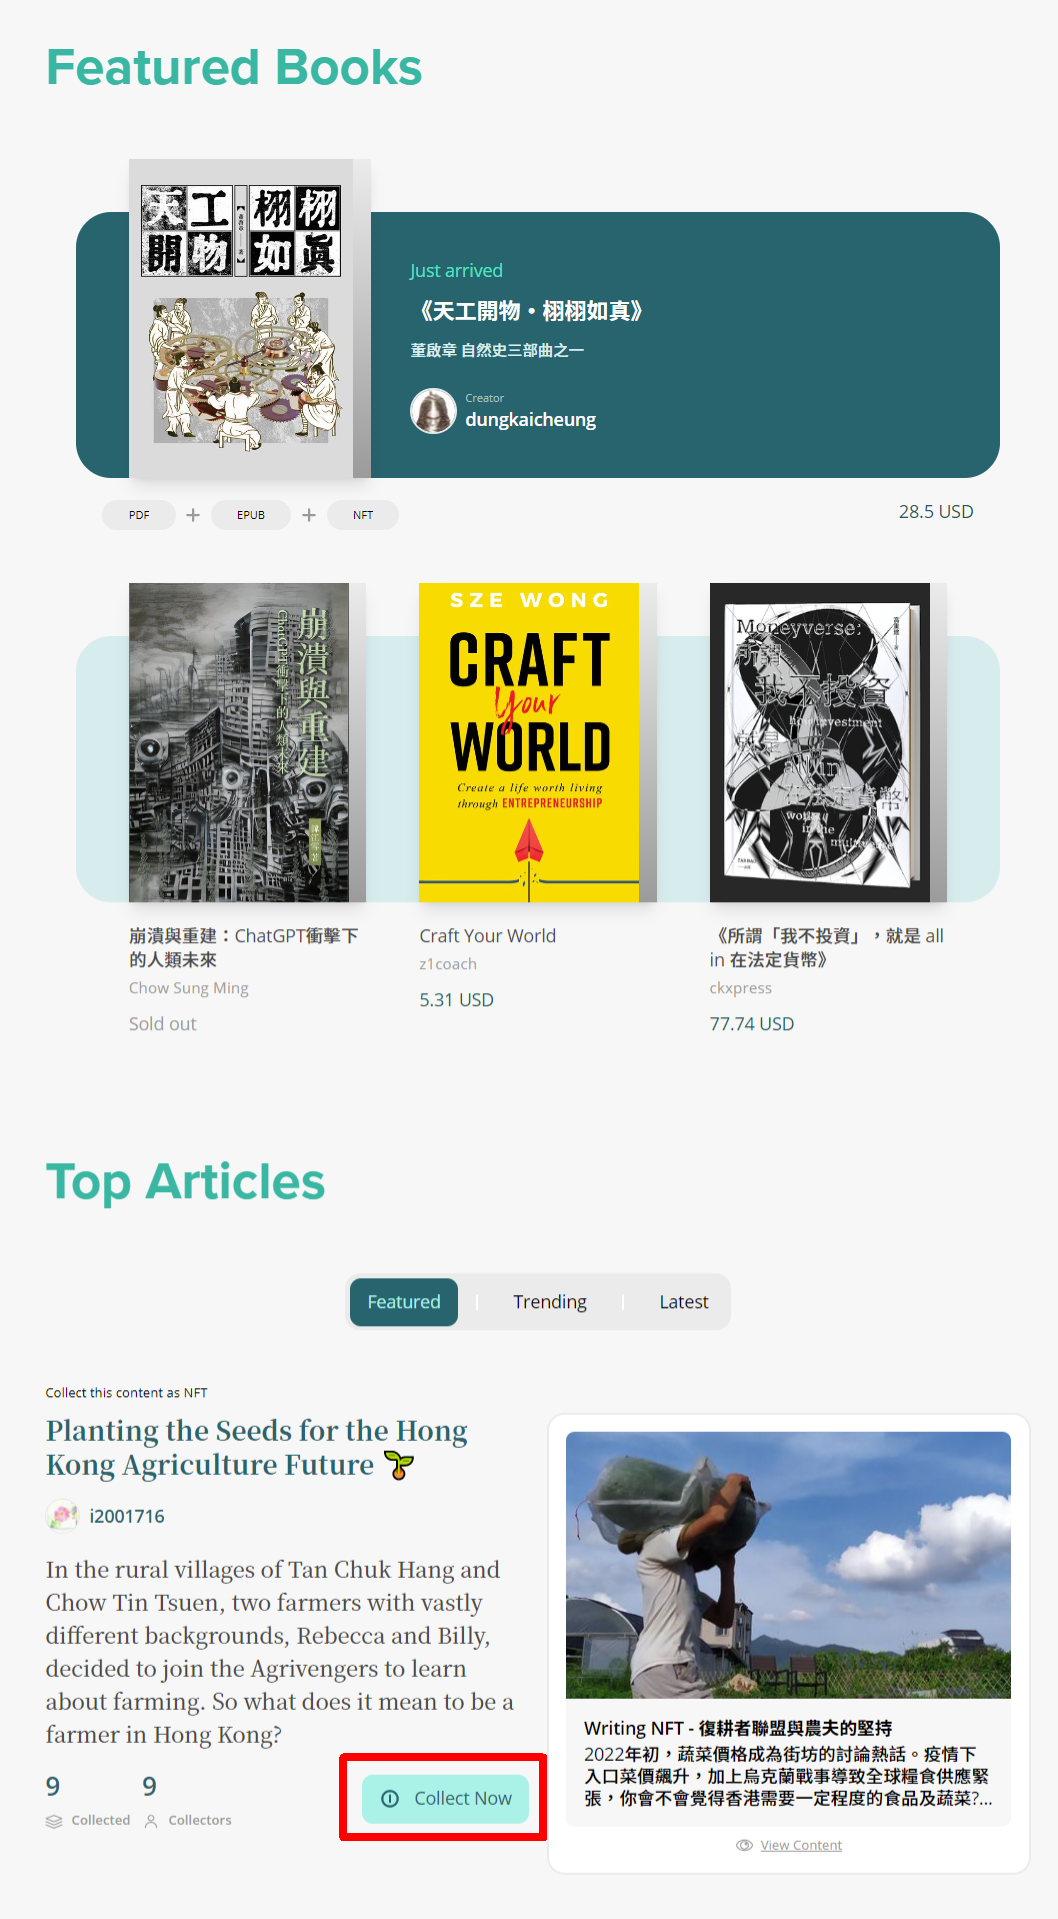 Featured Books
天工 栩栩
開物 如真
Just arrived
《天工開物・栩栩如真》
董啟章 自然史三部曲之一
Creator
dungkaicheung
PDF + EPUB + NFT
28.5 USD
崩潰與重建
ChatGPT衝擊下的人類未來
SZE WONG
CRAFT
Your
WORLD
Create a life worth living
through ENTREPRENEURSHIP
Moneyverse:
所謂
我不投資
how investment
就是
all in
在法定貨幣
works
in the
multiverse
崩潰與重建：ChatGPT衝擊下
的人類未來
Chow Sung Ming
Sold out
Craft Your World
z1coach
5.31 USD
《所謂「我不投資」，就是 all
in 在法定貨幣》
ckxpress
77.74 USD
Top Articles
Featured | Trending | Latest
Collect this content as NFT
Planting the Seeds for the Hong
Kong Agriculture Future
i2001716
In the rural villages of Tan Chuk Hang and
Chow Tin Tsuen, two farmers with vastly
different backgrounds, Rebecca and Billy,
decided to join the Agrivengers to learn
about farming. So what does it mean to be a
farmer in Hong Kong?
9 9
Collected Collectors
Collect Now
Writing NFT - 復耕者聯盟與農夫的堅持
2022年初，蔬菜價格成為街坊的討論熱話。疫情下
入口菜價飆升，加上烏克蘭戰事導致全球糧食供應緊
張，你會不會覺得香港需要一定程度的食品及蔬菜?...
View Content